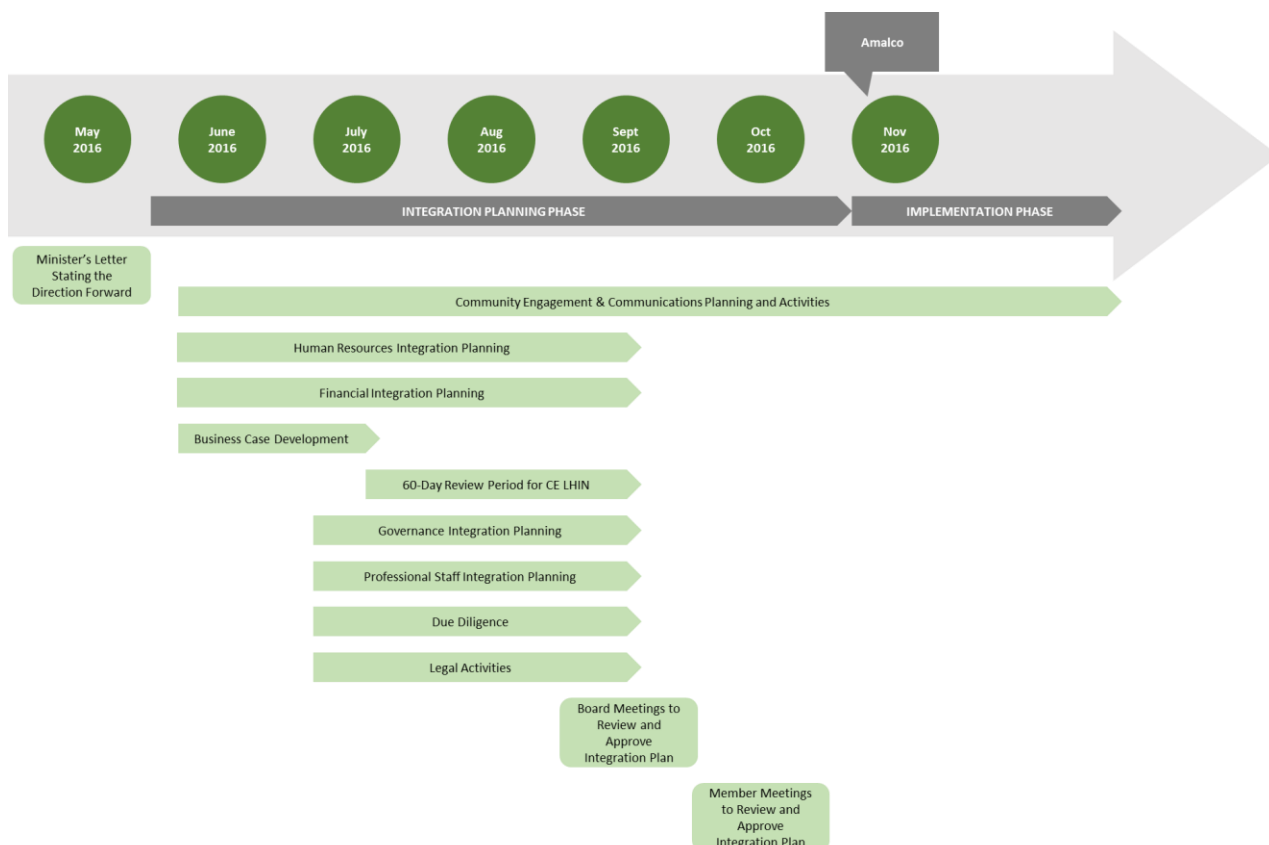 Amalco
May
2016
June
2016
July
2016
Aug
2016
Sept
2016
Oct
2016
Nov
2016
INTEGRATION PLANNING PHASE
IMPLEMENTATION PHASE
Minister's Letter
Stating the
Direction Forward
Community Engagement & Communications Planning and Activities
Human Resources Integration Planning
Financial Integration Planning
Business Case Development
60-Day Review Period for CE LHIN
Governance Integration Planning
Professional Staff Integration Planning
Due Diligence
Legal Activities
Board Meetings to
Review and
Approve
Integration Plan
Member Meetings
to Review and
Approve
Integration Plan